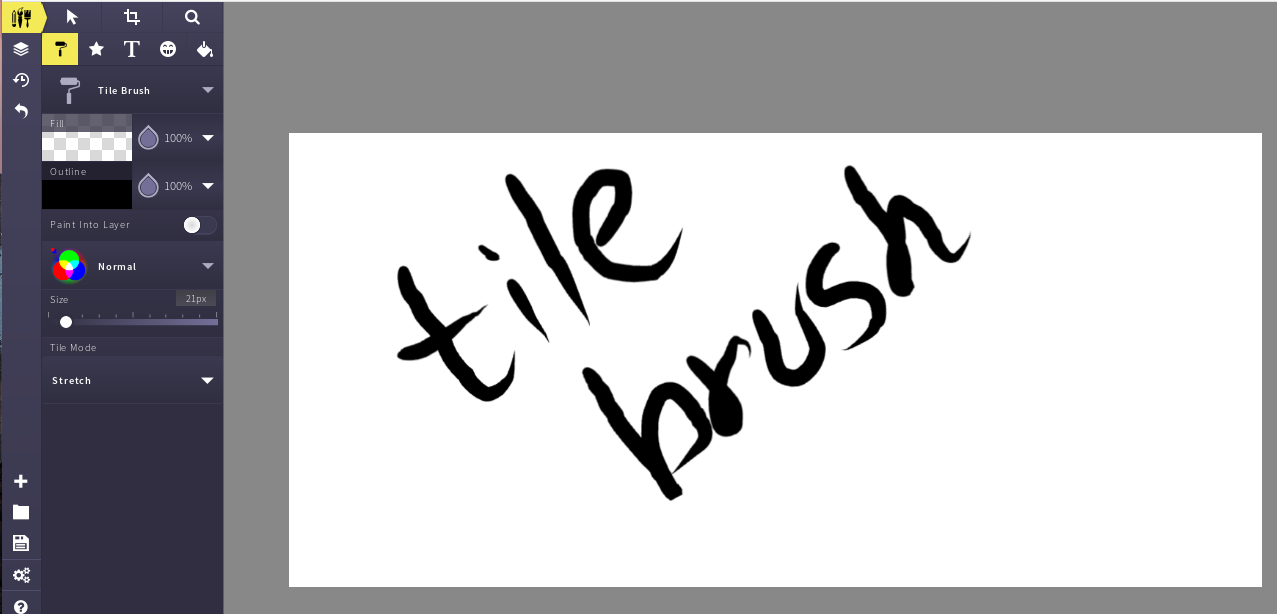 Tile Brush
Fill
100%
Outline
100%
Paint Into Layer
Normal
Size
21px
Tile Mode
Stretch
tile
brush